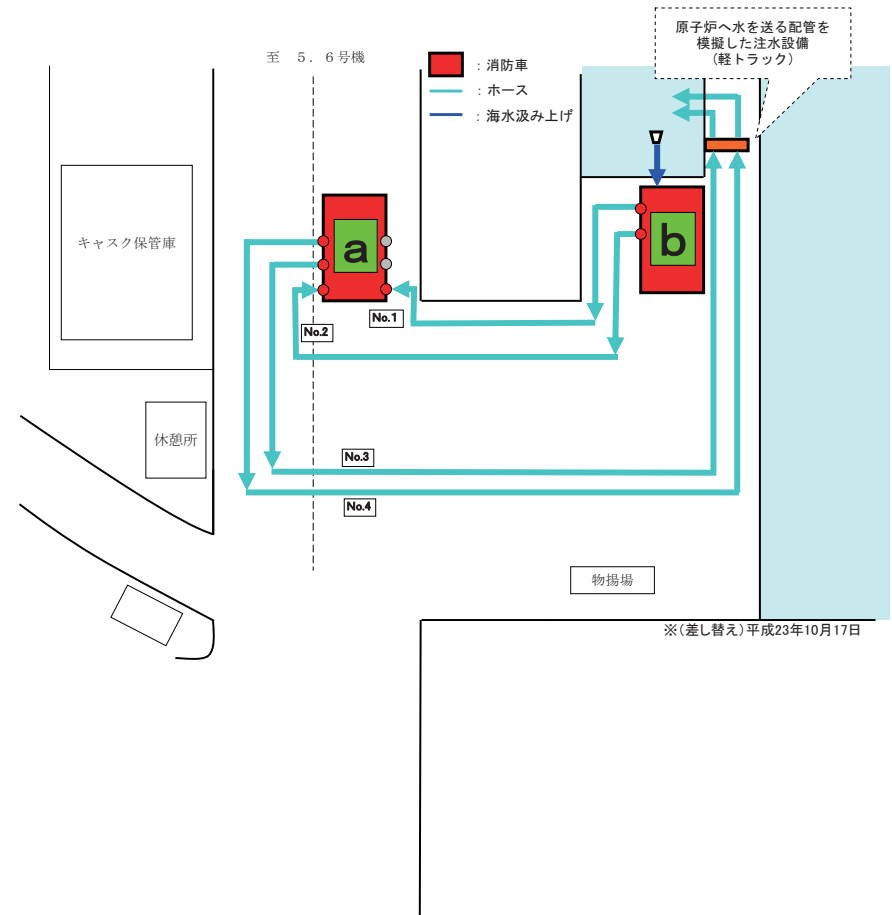 原子炉へ水を送る配管を
模擬した注水設備
(軽トラック)
至 5．6号機
：消防車
：ホース
：海水汲み上げ
キャスク保管庫
a
b
No.1
No.2
休憩所
No.3
No.4
物揚場
※(差し替え)平成23年10月17日